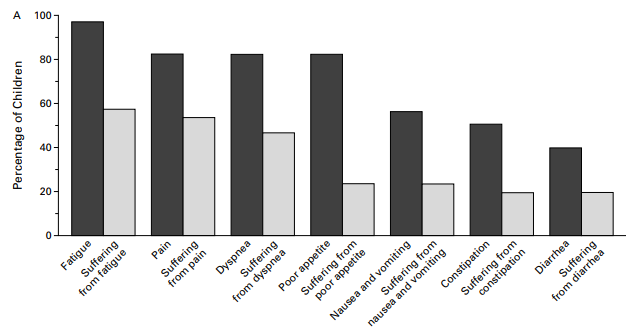 A
Percentage of Children
100
80
60
40
20
0
Fatigue
Suffering
from fatigue
Pain
Suffering
from pain
Dyspnea
Suffering
from dyspnea
Poor appetite
Suffering from
poor appetite
Nausea and vomiting
Suffering from
nausea and vomiting
Constipation
Suffering from
constipation
Diarrhea
Suffering
from diarrhea